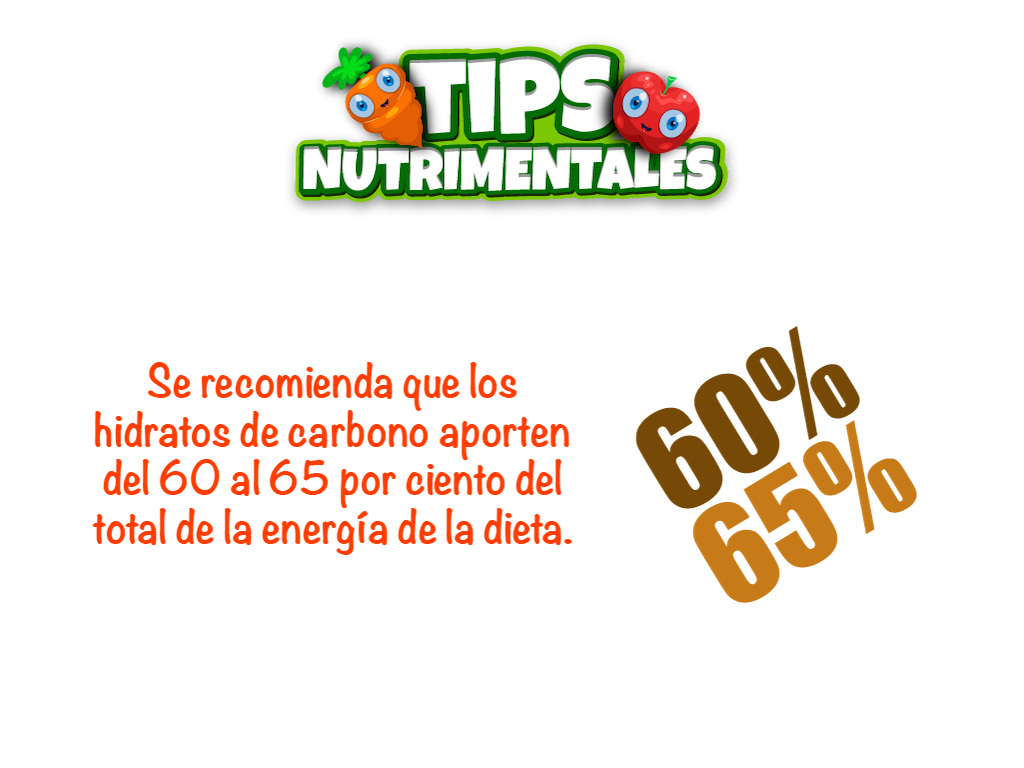 TIPS
NUTRIMENTALES
Se recomienda que los
hidratos de carbono aporten
del 60 al 65 por ciento del
total de la energía de la dieta.
60%
65%